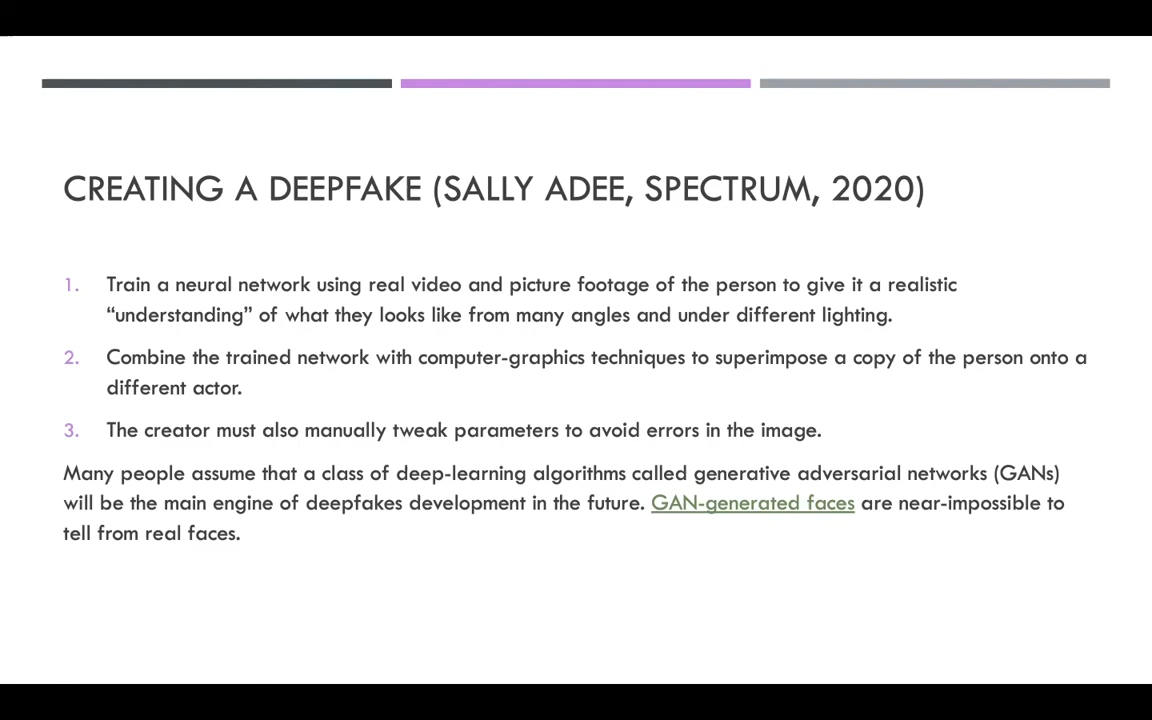 CREATING A DEEPFAKE (SALLY ADEE, SPECTRUM, 2020)
1. Train a neural network using real video and picture footage of the person to give it a realistic
“understanding” of what they looks like from many angles and under different lighting.
2. Combine the trained network with computer-graphics techniques to superimpose a copy of the person onto a
different actor.
3. The creator must also manually tweak parameters to avoid errors in the image.
Many people assume that a class of deep-learning algorithms called generative adversarial networks (GANs)
will be the main engine of deepfakes development in the future. GAN-generated faces are near-impossible to
tell from real faces.